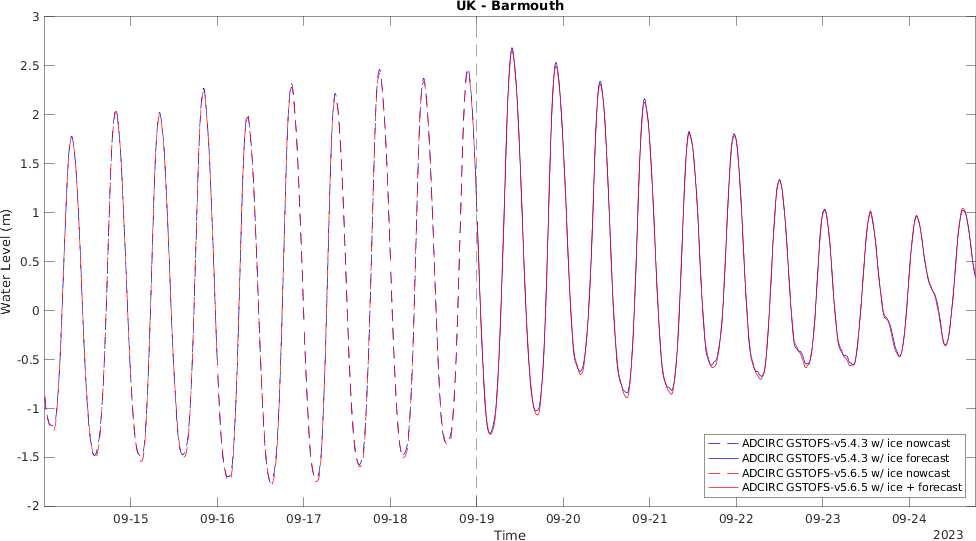 UK - Barmouth
3
2.5
2
1.5
1
0.5
0
-0.5
-1
-1.5
-2
Water Level (m)
ADCIRC GSTOFS-v5.4.3 w/ ice nowcast
ADCIRC GSTOFS-v5.4.3 w/ ice forecast
ADCIRC GSTOFS-v5.6.5 w/ ice nowcast
ADCIRC GSTOFS-v5.6.5 w/ ice + forecast
09-15 09-16 09-17 09-18 09-19 09-20 09-21 09-22 09-23 09-24
Time
2023